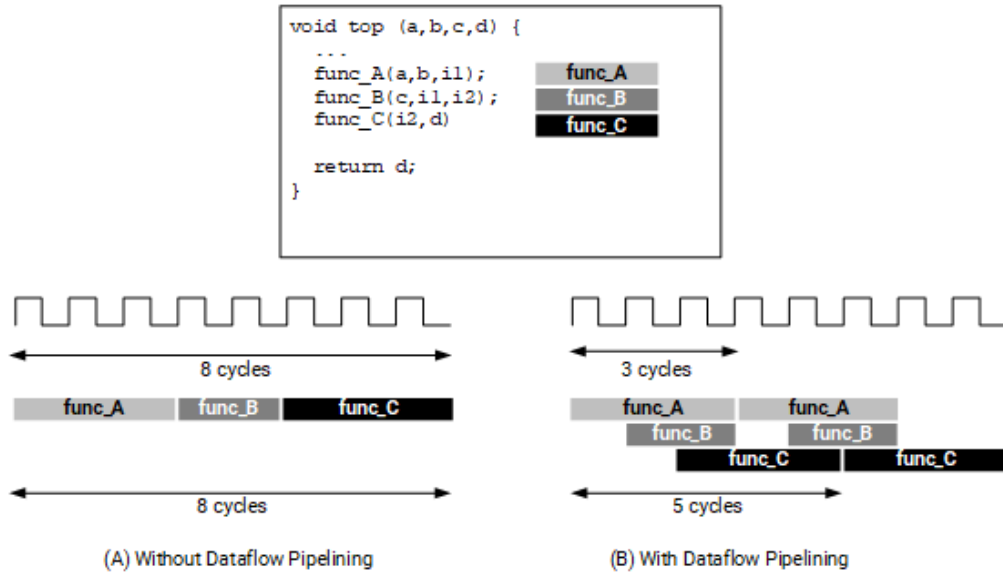 void top (a,b,c,d) {
...
func_A(a,b,i1);
func_B(c,i1,i2);
func_C(i2,d)
return d;
}
func_A
func_B
func_C
8 cycles
func_A func_B func_C
8 cycles
(A) Without Dataflow Pipelining
3 cycles
func_A func_A
func_B func_B
func_C func_C
5 cycles
(B) With Dataflow Pipelining